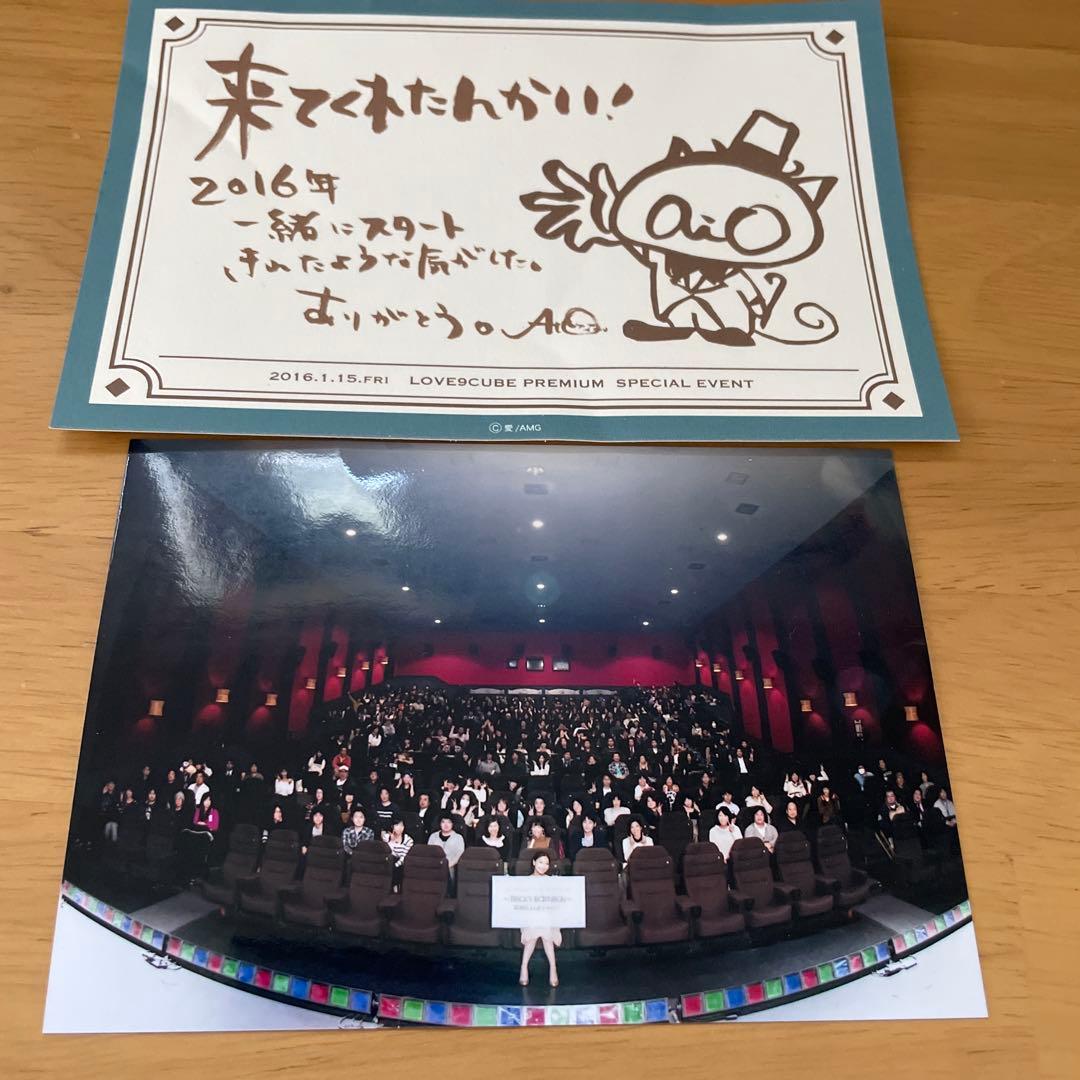 来てくれたんかい!
2016年
一緒にスタート
きれたような気がした。
ありがとう。
aiO
2016.1.15.FRI LOVE9CUBE PREMIUM SPECIAL EVENT
©愛/AMG